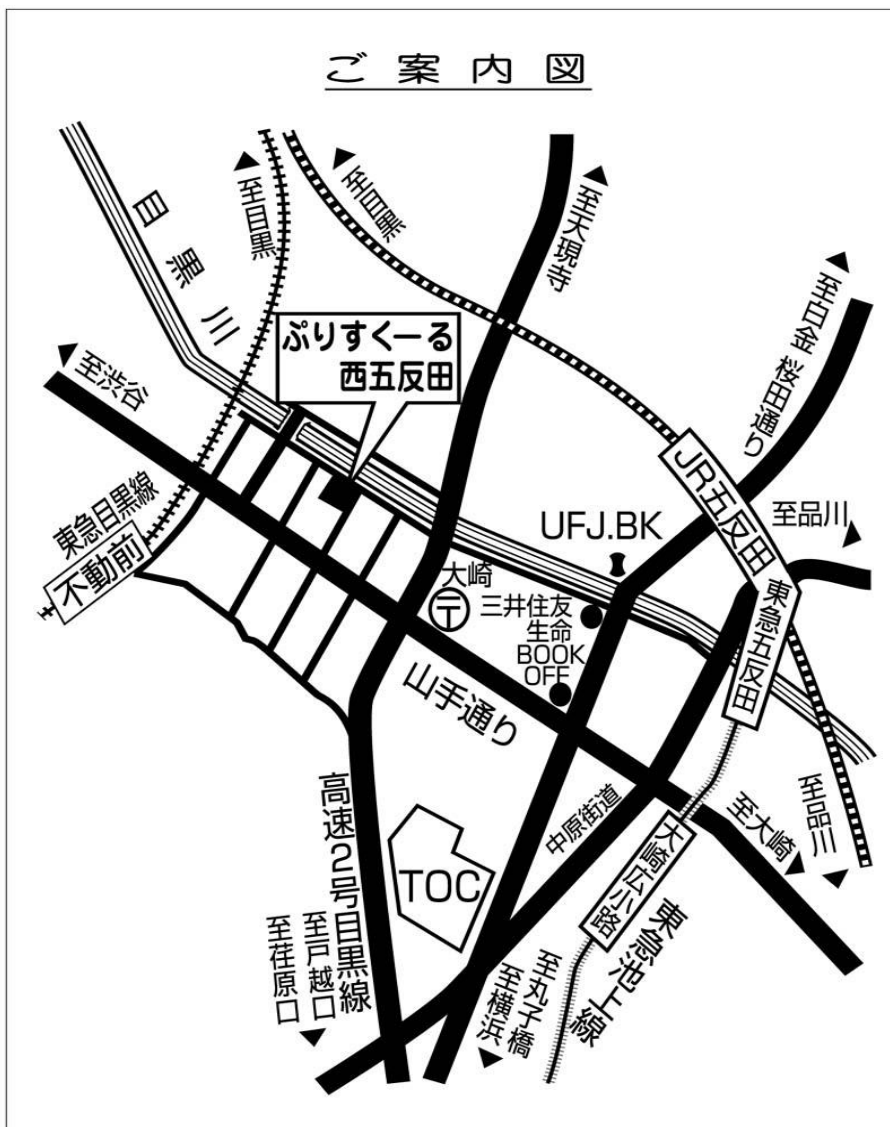 ご案内図
目黒川
至目黒
至目黒
至天現寺
至白金 桜田通り
ぷりすくーる
西五反田
至渋谷
東急目黒線
不動前
JR五反田
UFJ.BK
至品川
東急五反田
大崎
〒
三井住友
生命
BOOK
OFF
山手通り
中原街道
至大崎
至品川
高速2号目黒線
TOC
大崎広小路
東急池上線
至戸越口
至荏原口
至丸子橋
至横浜